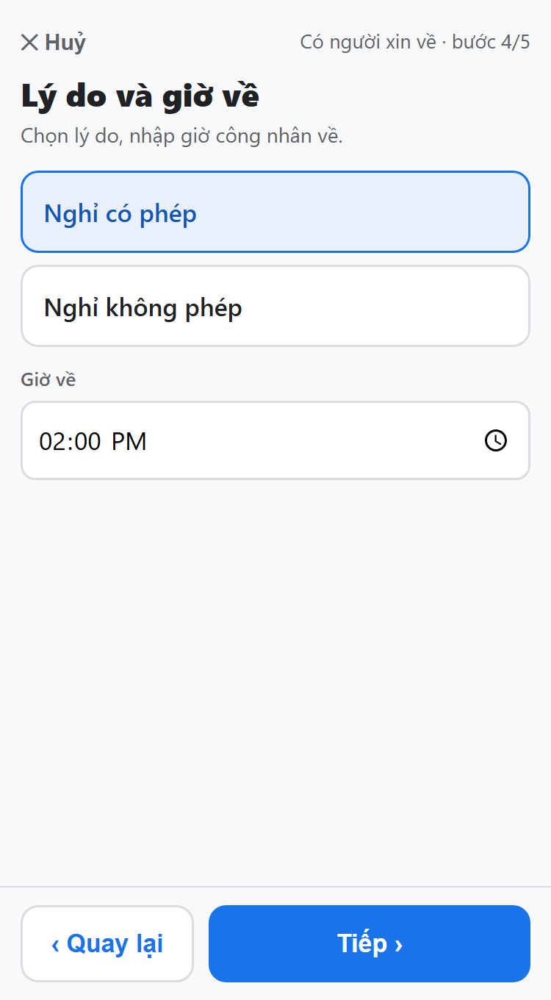 Huỷ
Có người xin về · bước 4/5
Lý do và giờ về
Chọn lý do, nhập giờ công nhân về.
Nghỉ có phép
Nghỉ không phép
Giờ về
02:00 PM
‹ Quay lại
Tiếp ›